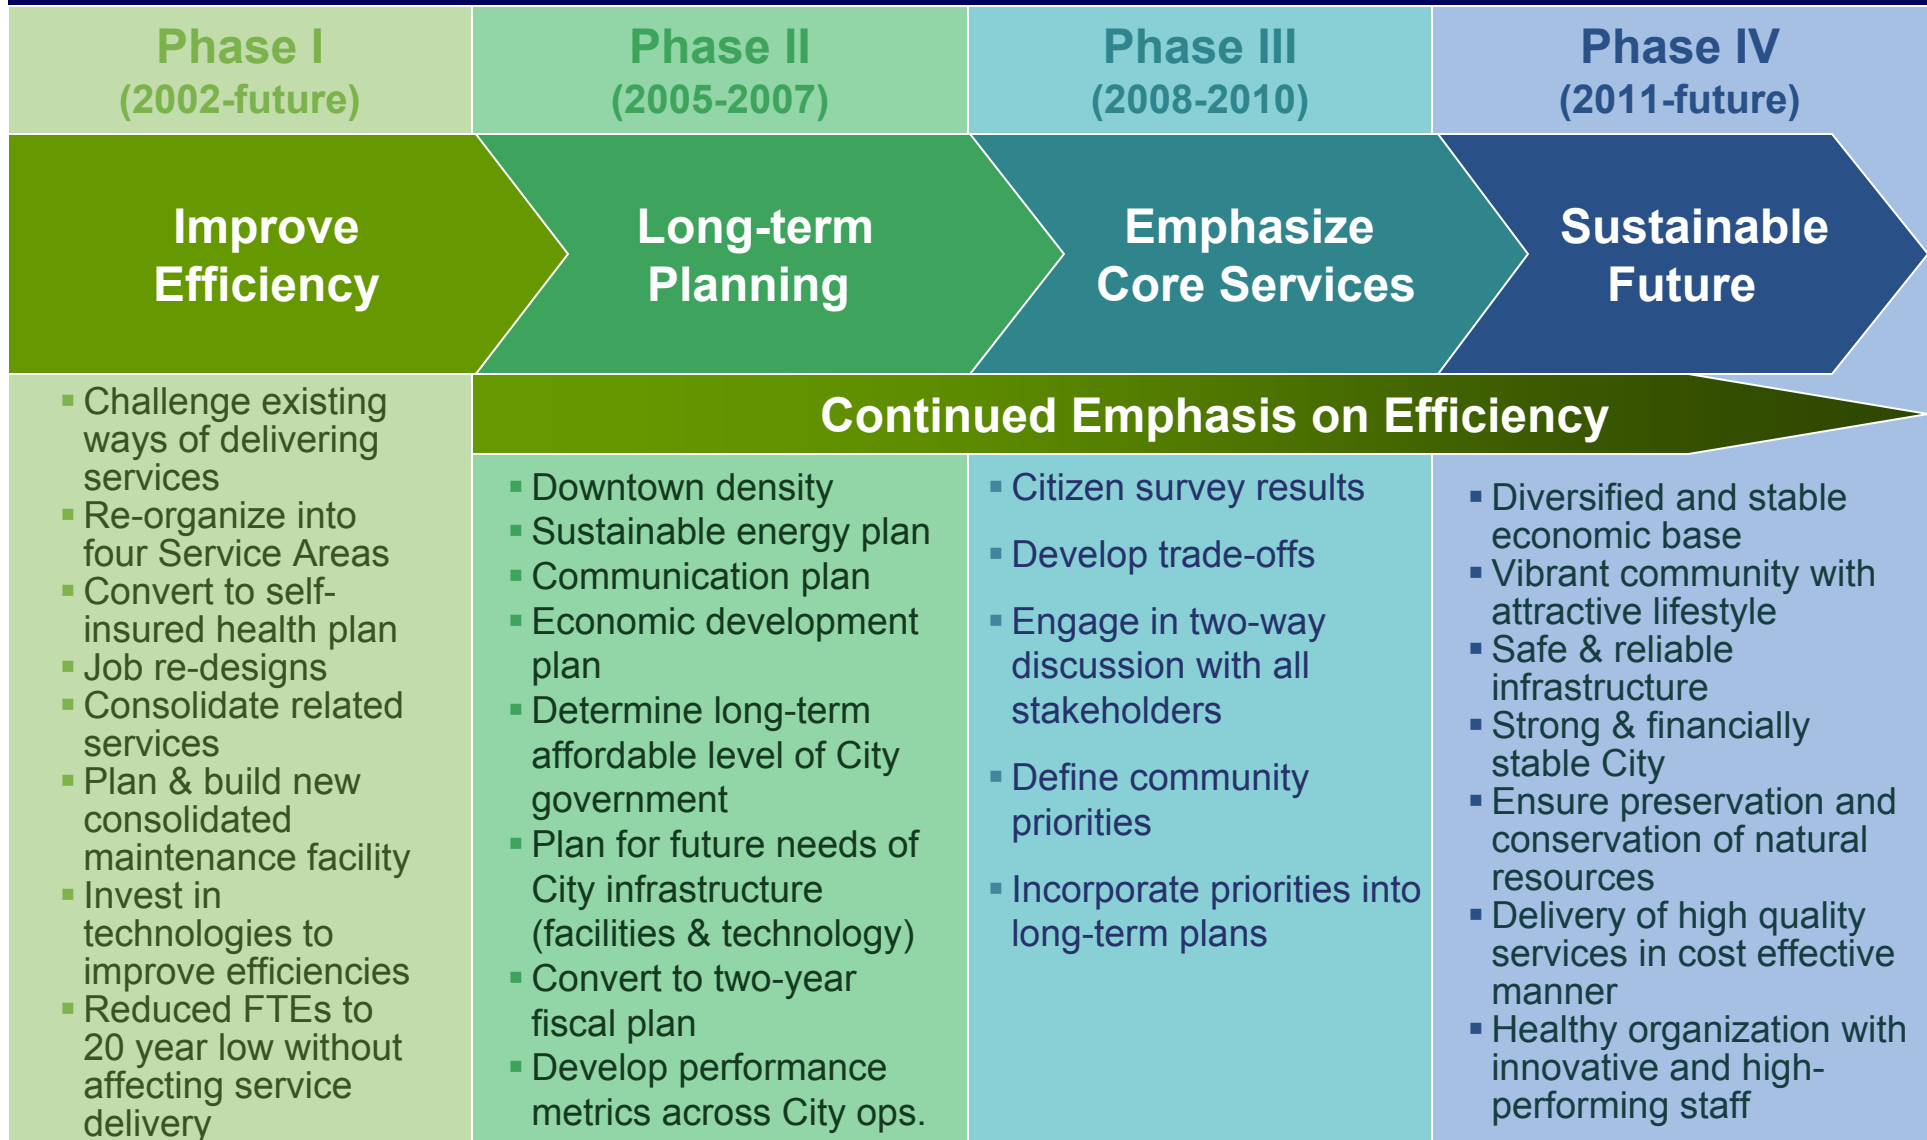 Phase I
(2002-future)
Phase II
(2005-2007)
Phase III
(2008-2010)
Phase IV
(2011-future)
Improve
Efficiency
Long-term
Planning
Emphasize
Core Services
Sustainable
Future
Continued Emphasis on Efficiency
▪ Challenge existing
ways of delivering
services
▪ Re-organize into
four Service Areas
▪ Convert to self-
insured health plan
▪ Job re-designs
▪ Consolidate related
services
▪ Plan & build new
consolidated
maintenance facility
▪ Invest in
technologies to
improve efficiencies
▪ Reduced FTEs to
20 year low without
affecting service
delivery
▪ Downtown density
▪ Sustainable energy plan
▪ Communication plan
▪ Economic development
plan
▪ Determine long-term
affordable level of City
government
▪ Plan for future needs of
City infrastructure
(facilities & technology)
▪ Convert to two-year
fiscal plan
▪ Develop performance
metrics across City ops.
▪ Citizen survey results
▪ Develop trade-offs
▪ Engage in two-way
discussion with all
stakeholders
▪ Define community
priorities
▪ Incorporate priorities into
long-term plans
▪ Diversified and stable
economic base
▪ Vibrant community with
attractive lifestyle
▪ Safe & reliable
infrastructure
▪ Strong & financially
stable City
▪ Ensure preservation and
conservation of natural
resources
▪ Delivery of high quality
services in cost effective
manner
▪ Healthy organization with
innovative and high-
performing staff